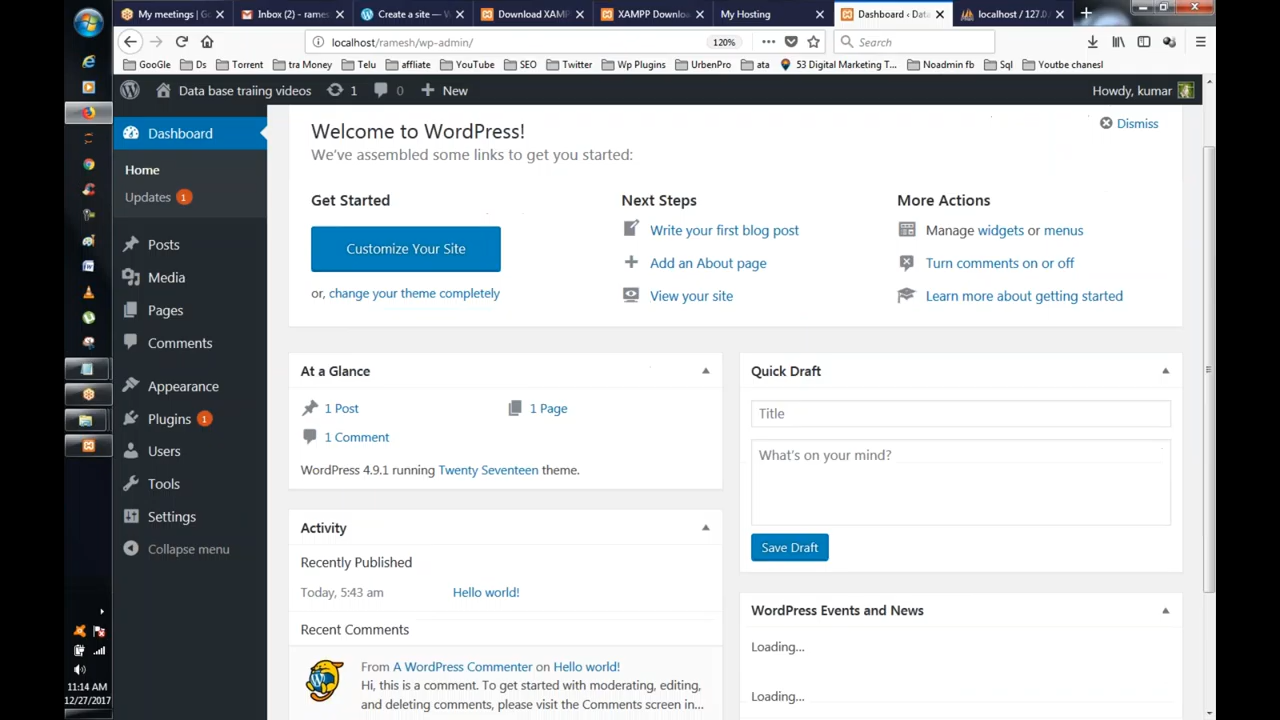 My meetings | G
Inbox (2) - rames
Create a site — W
Download XAMP
XAMPP Downloa
My Hosting
Dashboard ‹ Data
localhost / 127.0.
localhost/ramesh/wp-admin/
120%
Search
GooGle
Ds
Torrent
tra Money
Telu
affliate
YouTube
SEO
Twitter
Wp Plugins
UrbenPro
ata
53 Digital Marketing T...
Noadmin fb
Sql
Youtbe chanesl
Data base traiing videos
1
0
New
Howdy, kumar
Dashboard
Home
Updates 1
Posts
Media
Pages
Comments
Appearance
Plugins 1
Users
Tools
Settings
Collapse menu
Welcome to WordPress!
Dismiss
We've assembled some links to get you started:
Get Started
Customize Your Site
or, change your theme completely
Next Steps
Write your first blog post
Add an About page
View your site
More Actions
Manage widgets or menus
Turn comments on or off
Learn more about getting started
At a Glance
1 Post
1 Page
1 Comment
WordPress 4.9.1 running Twenty Seventeen theme.
Activity
Recently Published
Today, 5:43 am
Hello world!
Recent Comments
From A WordPress Commenter on Hello world!
Hi, this is a comment. To get started with moderating, editing,
and deleting comments, please visit the Comments screen in...
Quick Draft
Title
What's on your mind?
Save Draft
WordPress Events and News
Loading...
Loading...
11:14 AM
12/27/2017